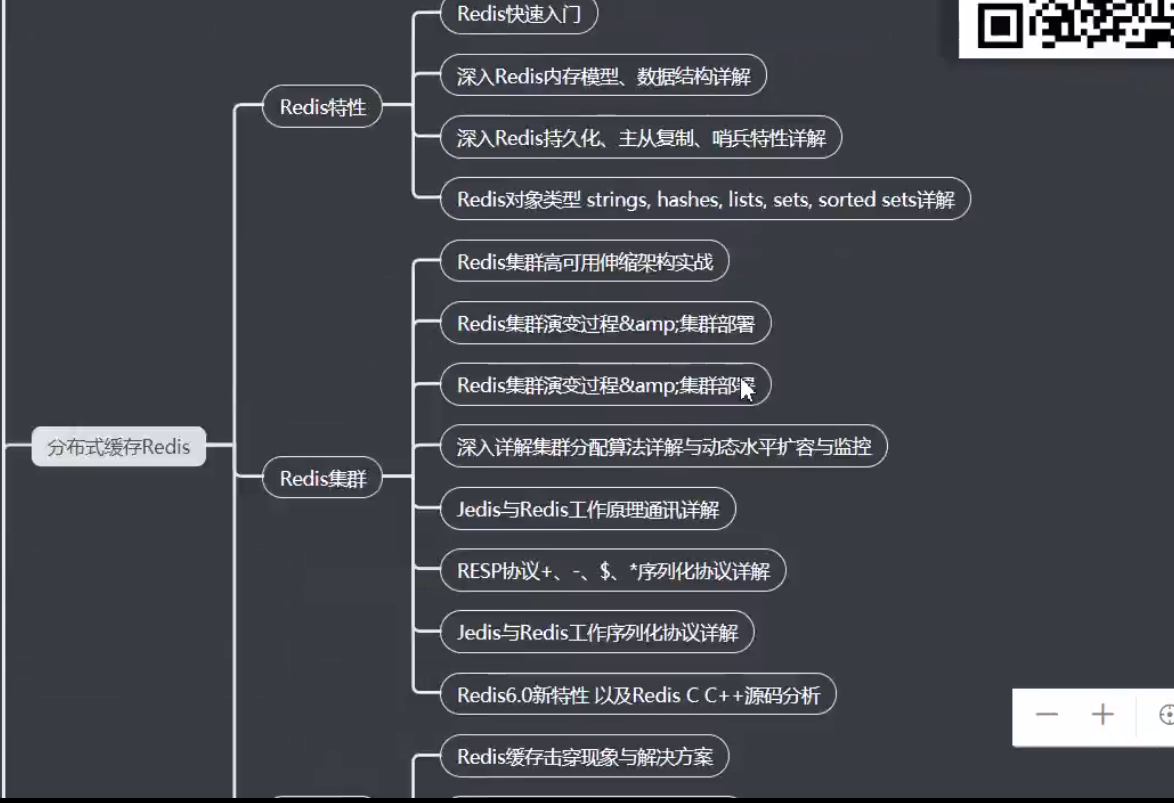 Redis快速入门
深入Redis内存模型、数据结构详解
Redis特性
深入Redis持久化、主从复制、哨兵特性详解
Redis对象类型 strings, hashes, lists, sets, sorted sets详解
Redis集群高可用伸缩架构实战
Redis集群演变过程&amp;集群部署
Redis集群演变过程&amp;集群部署
分布式缓存Redis
深入详解集群分配算法详解与动态水平扩容与监控
Redis集群
Jedis与Redis工作原理通讯详解
RESP协议+、-、$、*序列化协议详解
Jedis与Redis工作序列化协议详解
Redis6.0新特性 以及Redis C C++源码分析
Redis缓存击穿现象与解决方案